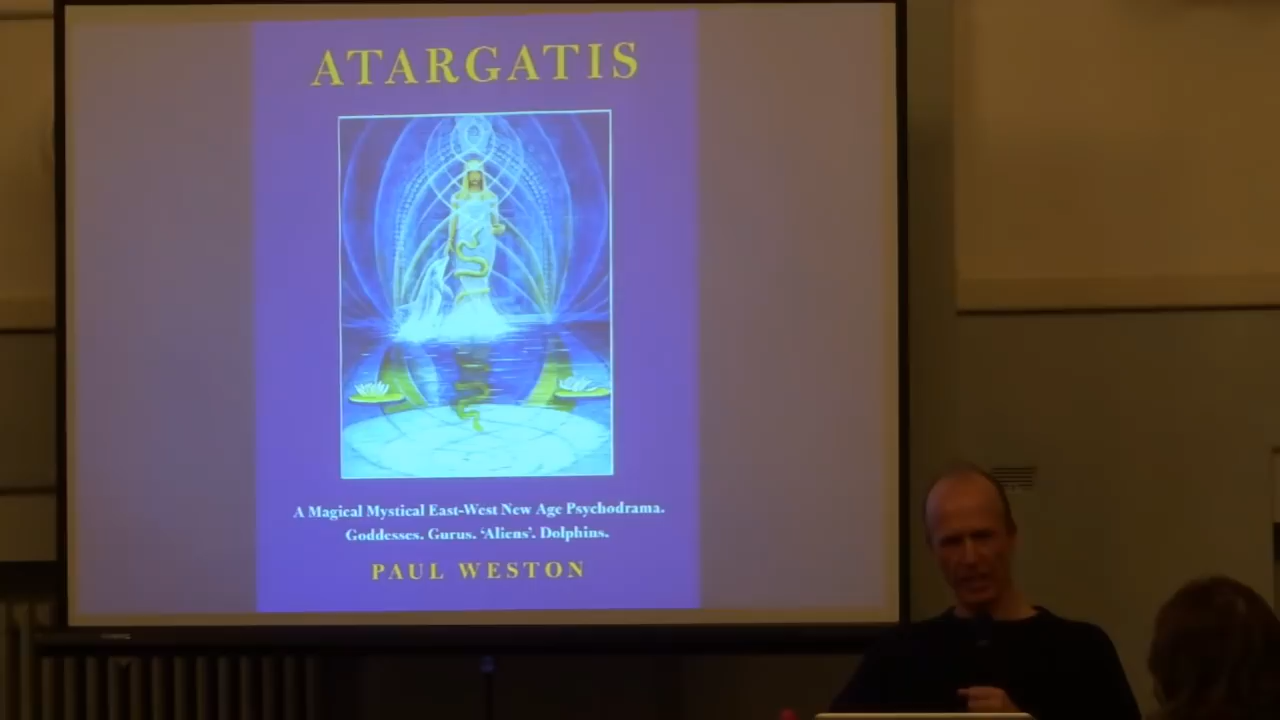 ATARGATIS
A Magical Mystical East-West New Age Psychodrama.
Goddesses. Gurus. ‘Aliens’. Dolphins.
PAUL WESTON